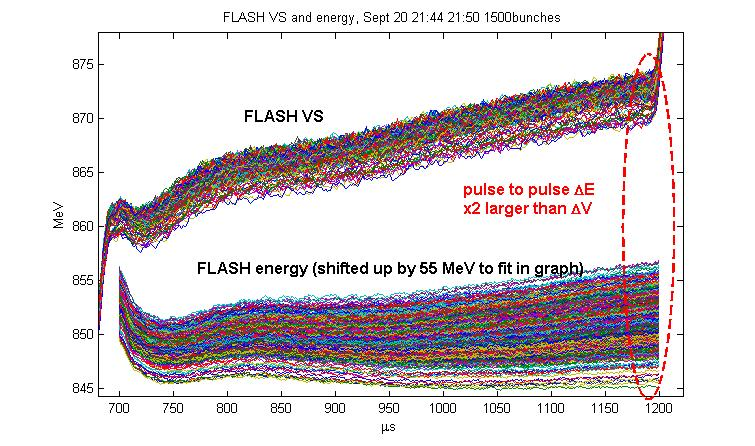 FLASH VS and energy, Sept 20 21:44 21:50 1500bunches
875
870
865
860
855
850
845
MeV
FLASH VS
pulse to pulse ΔE
x2 larger than ΔV
FLASH energy (shifted up by 55 MeV to fit in graph)
700
750
800
850
900
950
1000
1050
1100
1150
1200
μs